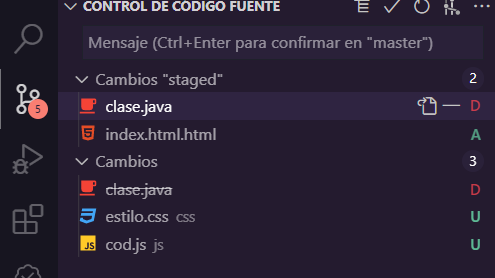 CONTROL DE CÓDIGO FUENTE
Mensaje (Ctrl+Enter para confirmar en "master")
Cambios "staged" 2
clase.java D
5
index.html.html A
Cambios 3
clase.java D
estilo.css css U
JS cod.js js U